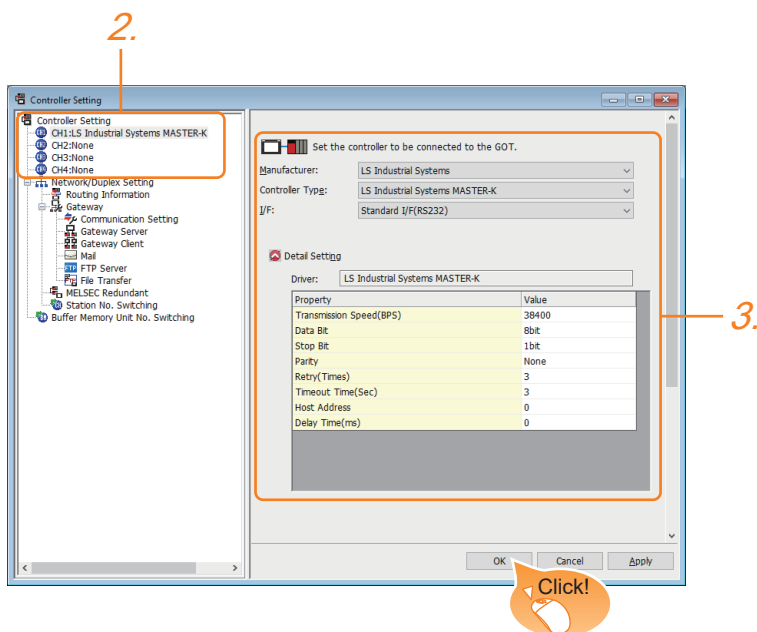 2.
Controller Setting
Controller Setting
CH1:LS Industrial Systems MASTER-K
CH2:None
CH3:None
CH4:None
Network/Duplex Setting
Routing Information
Gateway
Communication Setting
Gateway Server
Gateway Client
Mail
FTP Server
File Transfer
MELSEC Redundant
Station No. Switching
Buffer Memory Unit No. Switching
Set the controller to be connected to the GOT.
Manufacturer: LS Industrial Systems
Controller Type: LS Industrial Systems MASTER-K
I/F: Standard I/F(RS232)
Detail Setting
Driver: LS Industrial Systems MASTER-K
Property Value
Transmission Speed(BPS) 38400
Data Bit 8bit
Stop Bit 1bit
Parity None
Retry(Times) 3
Timeout Time(Sec) 3
Host Address 0
Delay Time(ms) 0
3.
OK Cancel Apply
Click!